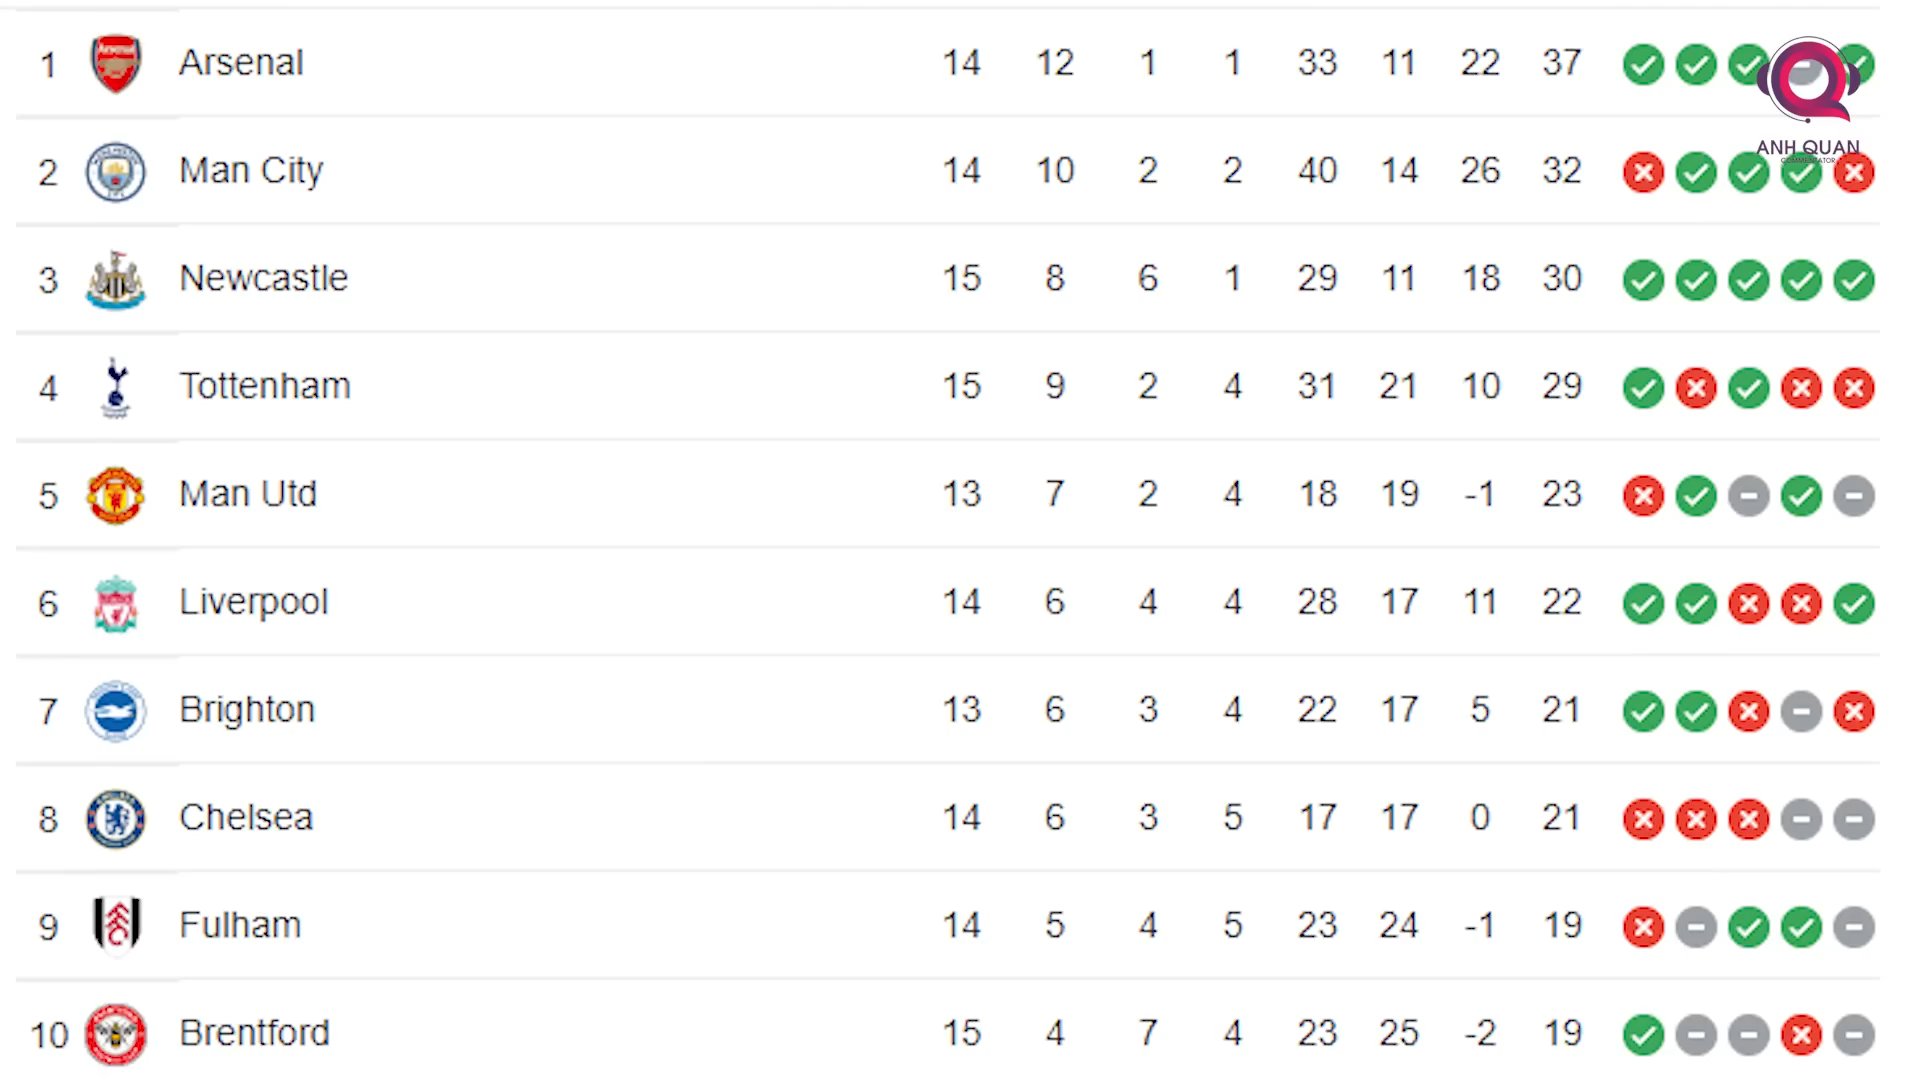 1 Arsenal 14 12 1 1 33 11 22 37
ANH QUAN
COMMENTATOR
2 Man City 14 10 2 2 40 14 26 32
3 Newcastle 15 8 6 1 29 11 18 30
4 Tottenham 15 9 2 4 31 21 10 29
5 Man Utd 13 7 2 4 18 19 -1 23
6 Liverpool 14 6 4 4 28 17 11 22
7 Brighton 13 6 3 4 22 17 5 21
8 Chelsea 14 6 3 5 17 17 0 21
9 Fulham 14 5 4 5 23 24 -1 19
10 Brentford 15 4 7 4 23 25 -2 19